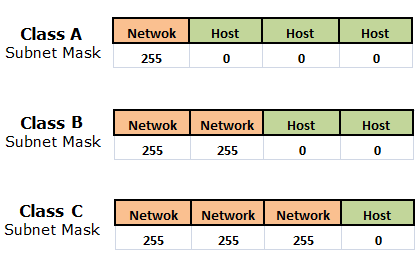 Class A
Subnet Mask
Netwok Host Host Host
255 0 0 0
Class B
Subnet Mask
Netwok Network Host Host
255 255 0 0
Class C
Subnet Mask
Netwok Network Network Host
255 255 255 0